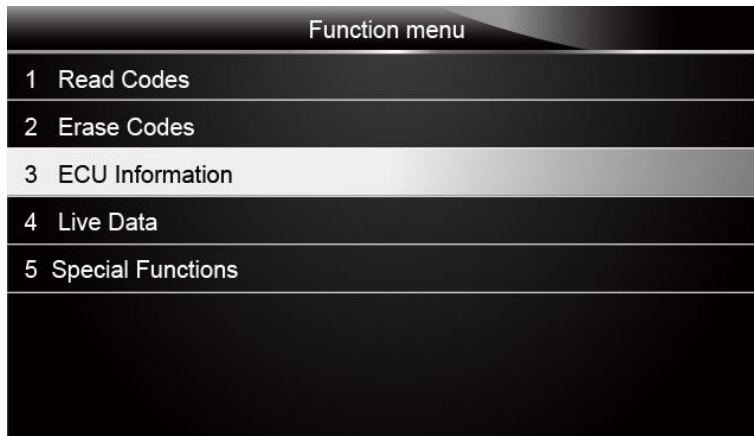 Function menu
1 Read Codes
2 Erase Codes
3 ECU Information
4 Live Data
5 Special Functions